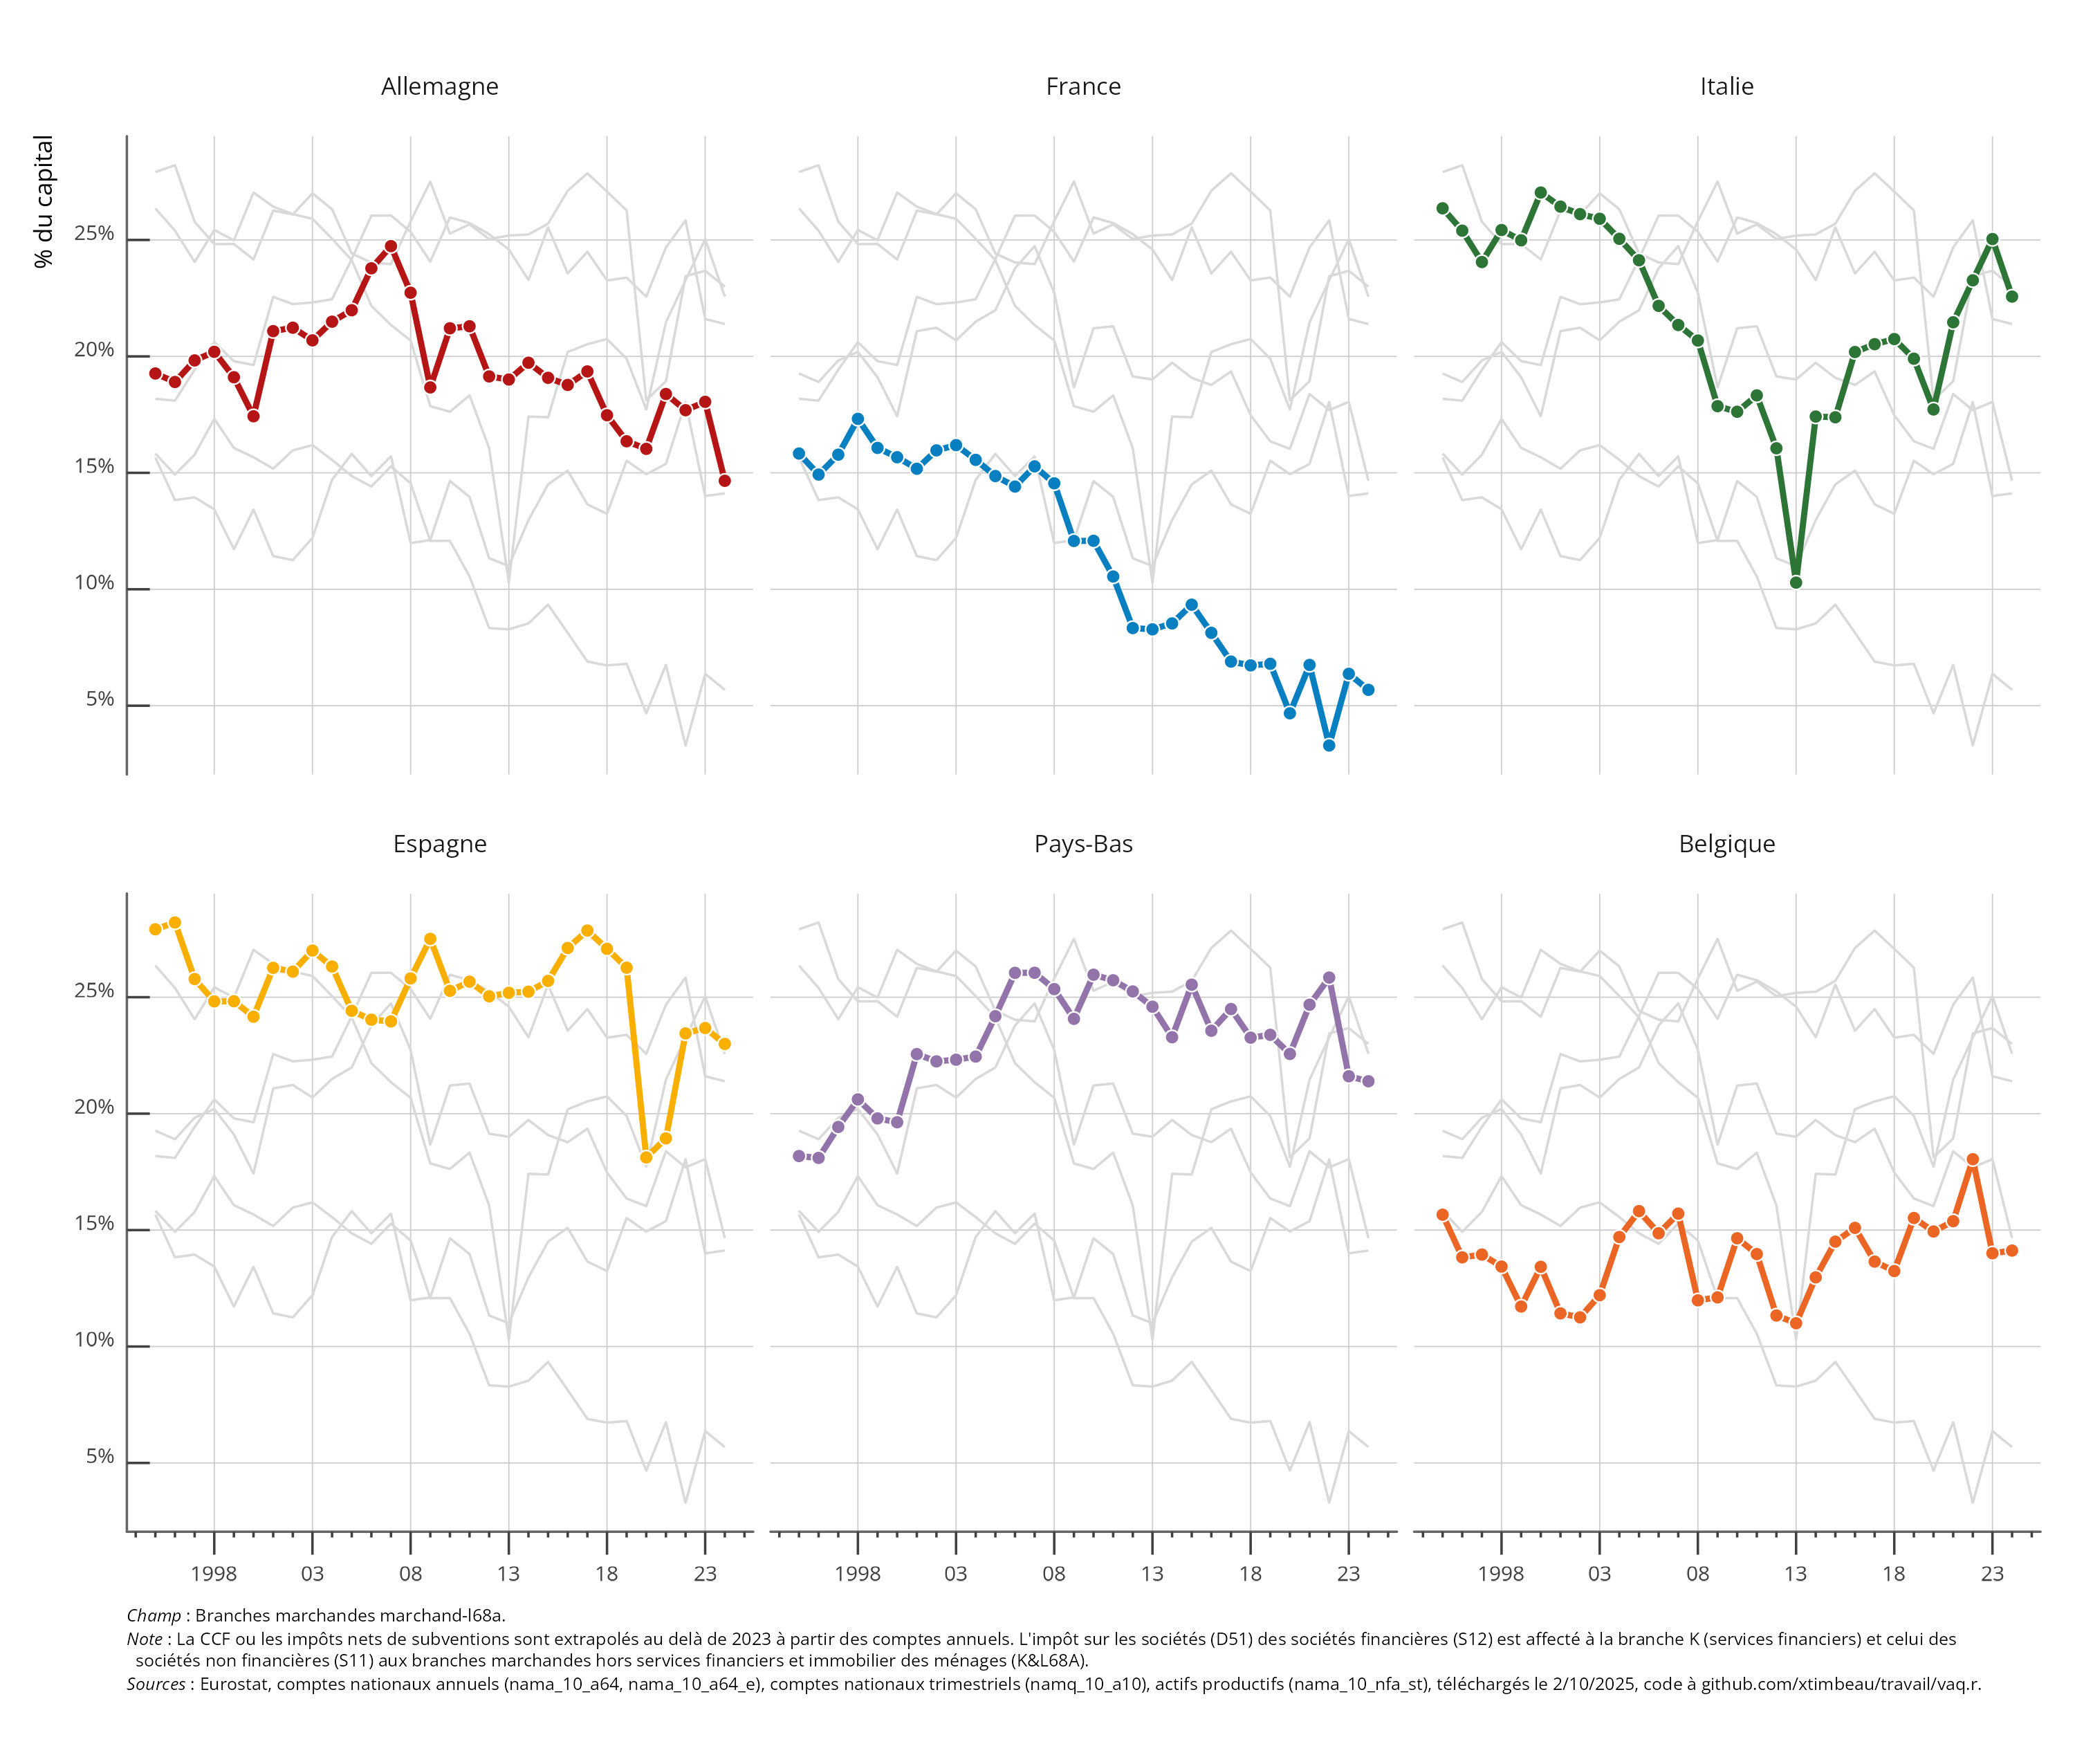 Allemagne
France
Italie
% du capital
25%
20%
15%
10%
5%
Espagne
Pays-Bas
Belgique
25%
20%
15%
10%
5%
1998 03 08 13 18 23
1998 03 08 13 18 23
1998 03 08 13 18 23
Champ : Branches marchandes marchand-l68a.
Note : La CCF ou les impôts nets de subventions sont extrapolés au delà de 2023 à partir des comptes annuels. L'impôt sur les sociétés (D51) des sociétés financières (S12) est affecté à la branche K (services financiers) et celui des
sociétés non financières (S11) aux branches marchandes hors services financiers et immobilier des ménages (K&L68A).
Sources : Eurostat, comptes nationaux annuels (nama_10_a64, nama_10_a64_e), comptes nationaux trimestriels (namq_10_a10), actifs productifs (nama_10_nfa_st), téléchargés le 2/10/2025, code à github.com/xtimbeau/travail/vaq.r.